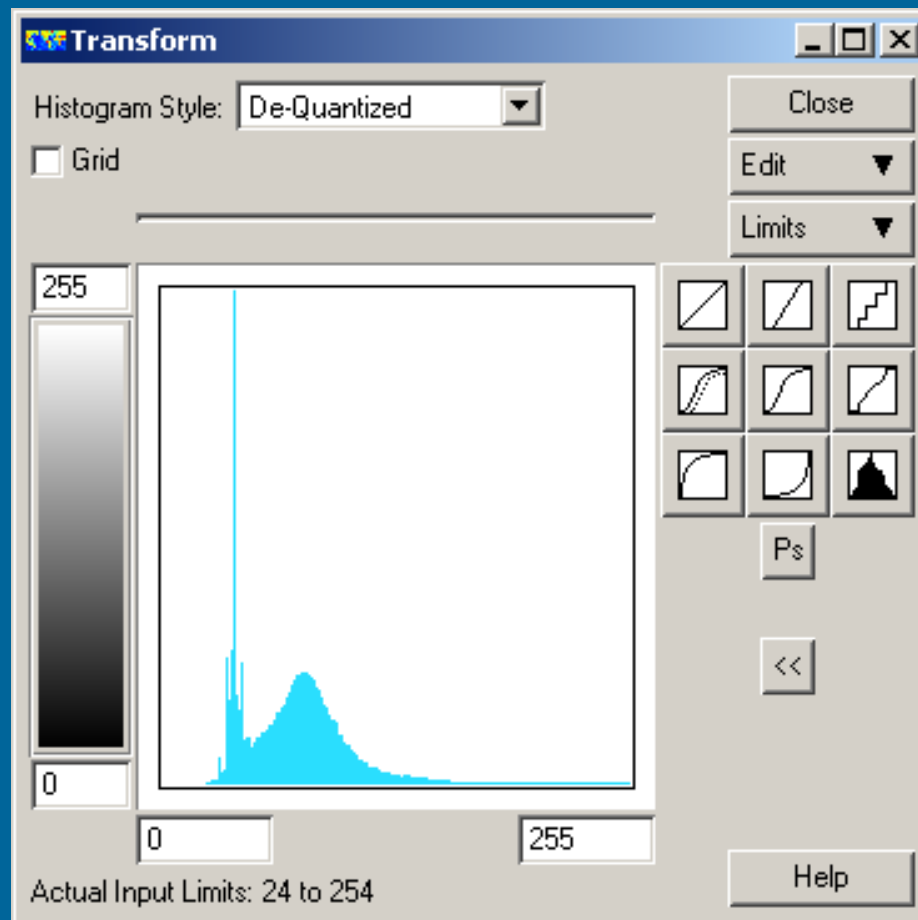 Transform
Histogram Style: De-Quantized
Close
Grid
Edit
Limits
255
Ps
<<
0
0 255
Actual Input Limits: 24 to 254
Help